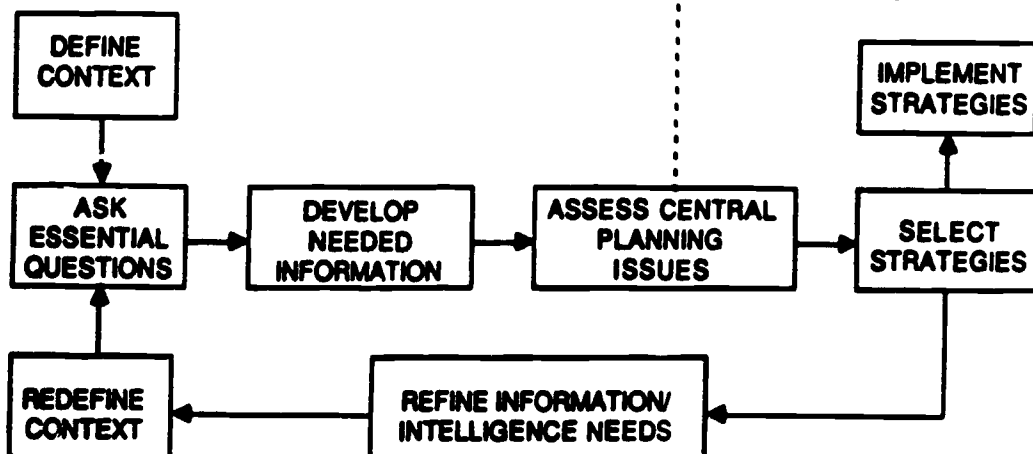 DEFINE
CONTEXT
IMPLEMENT
STRATEGIES
ASK
ESSENTIAL
QUESTIONS
DEVELOP
NEEDED
INFORMATION
ASSESS CENTRAL
PLANNING
ISSUES
SELECT
STRATEGIES
REDEFINE
CONTEXT
REFINE INFORMATION/
INTELLIGENCE NEEDS